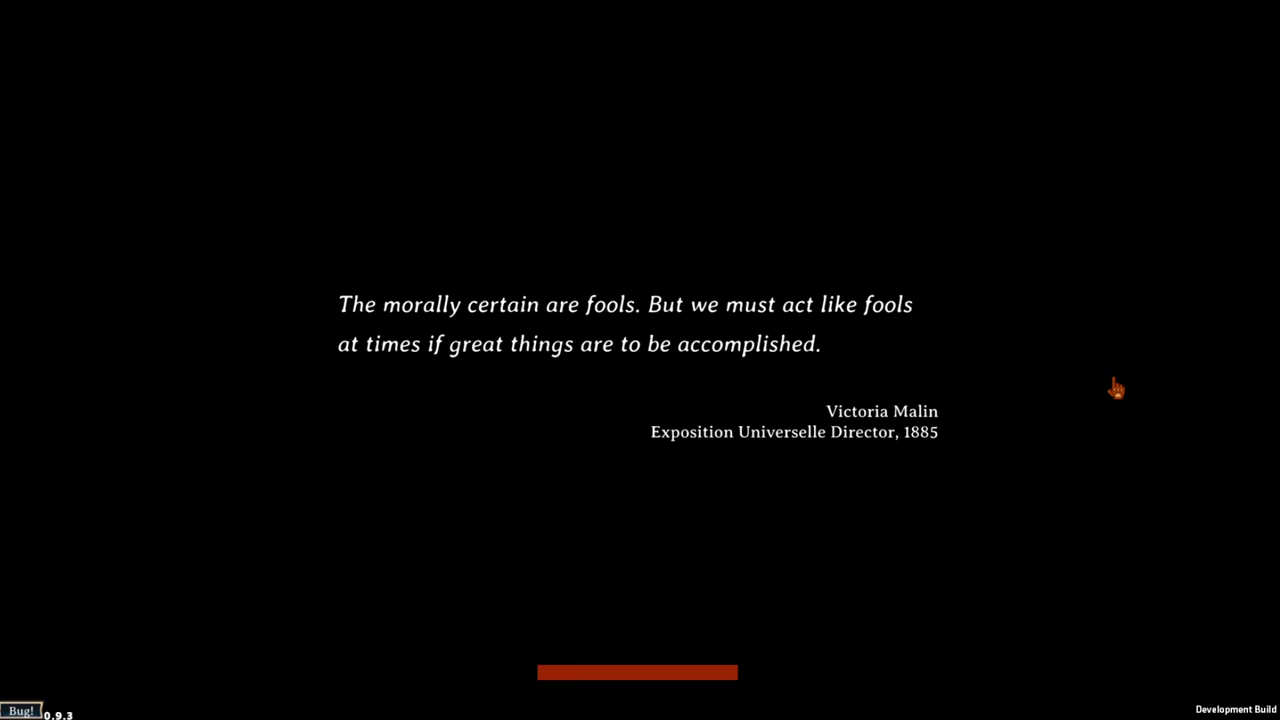 The morally certain are fools. But we must act like fools
at times if great things are to be accomplished.
Victoria Malin
Exposition Universelle Director, 1885
Bug!
0.9.3
Development Build